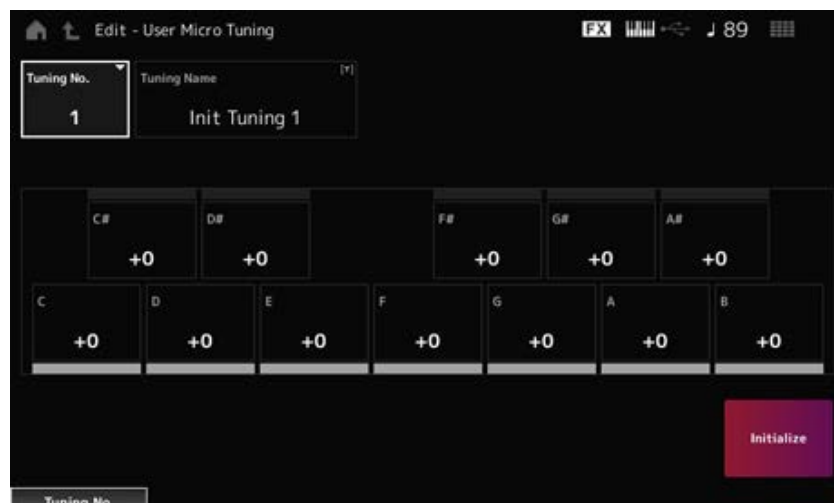 Edit - User Micro Tuning FX ♩ 89
Tuning No. Tuning Name [T]
1 Init Tuning 1
C# D# F# G# A#
+0 +0 +0 +0 +0
C D E F G A B
+0 +0 +0 +0 +0 +0 +0
Initialize
Tuning No.